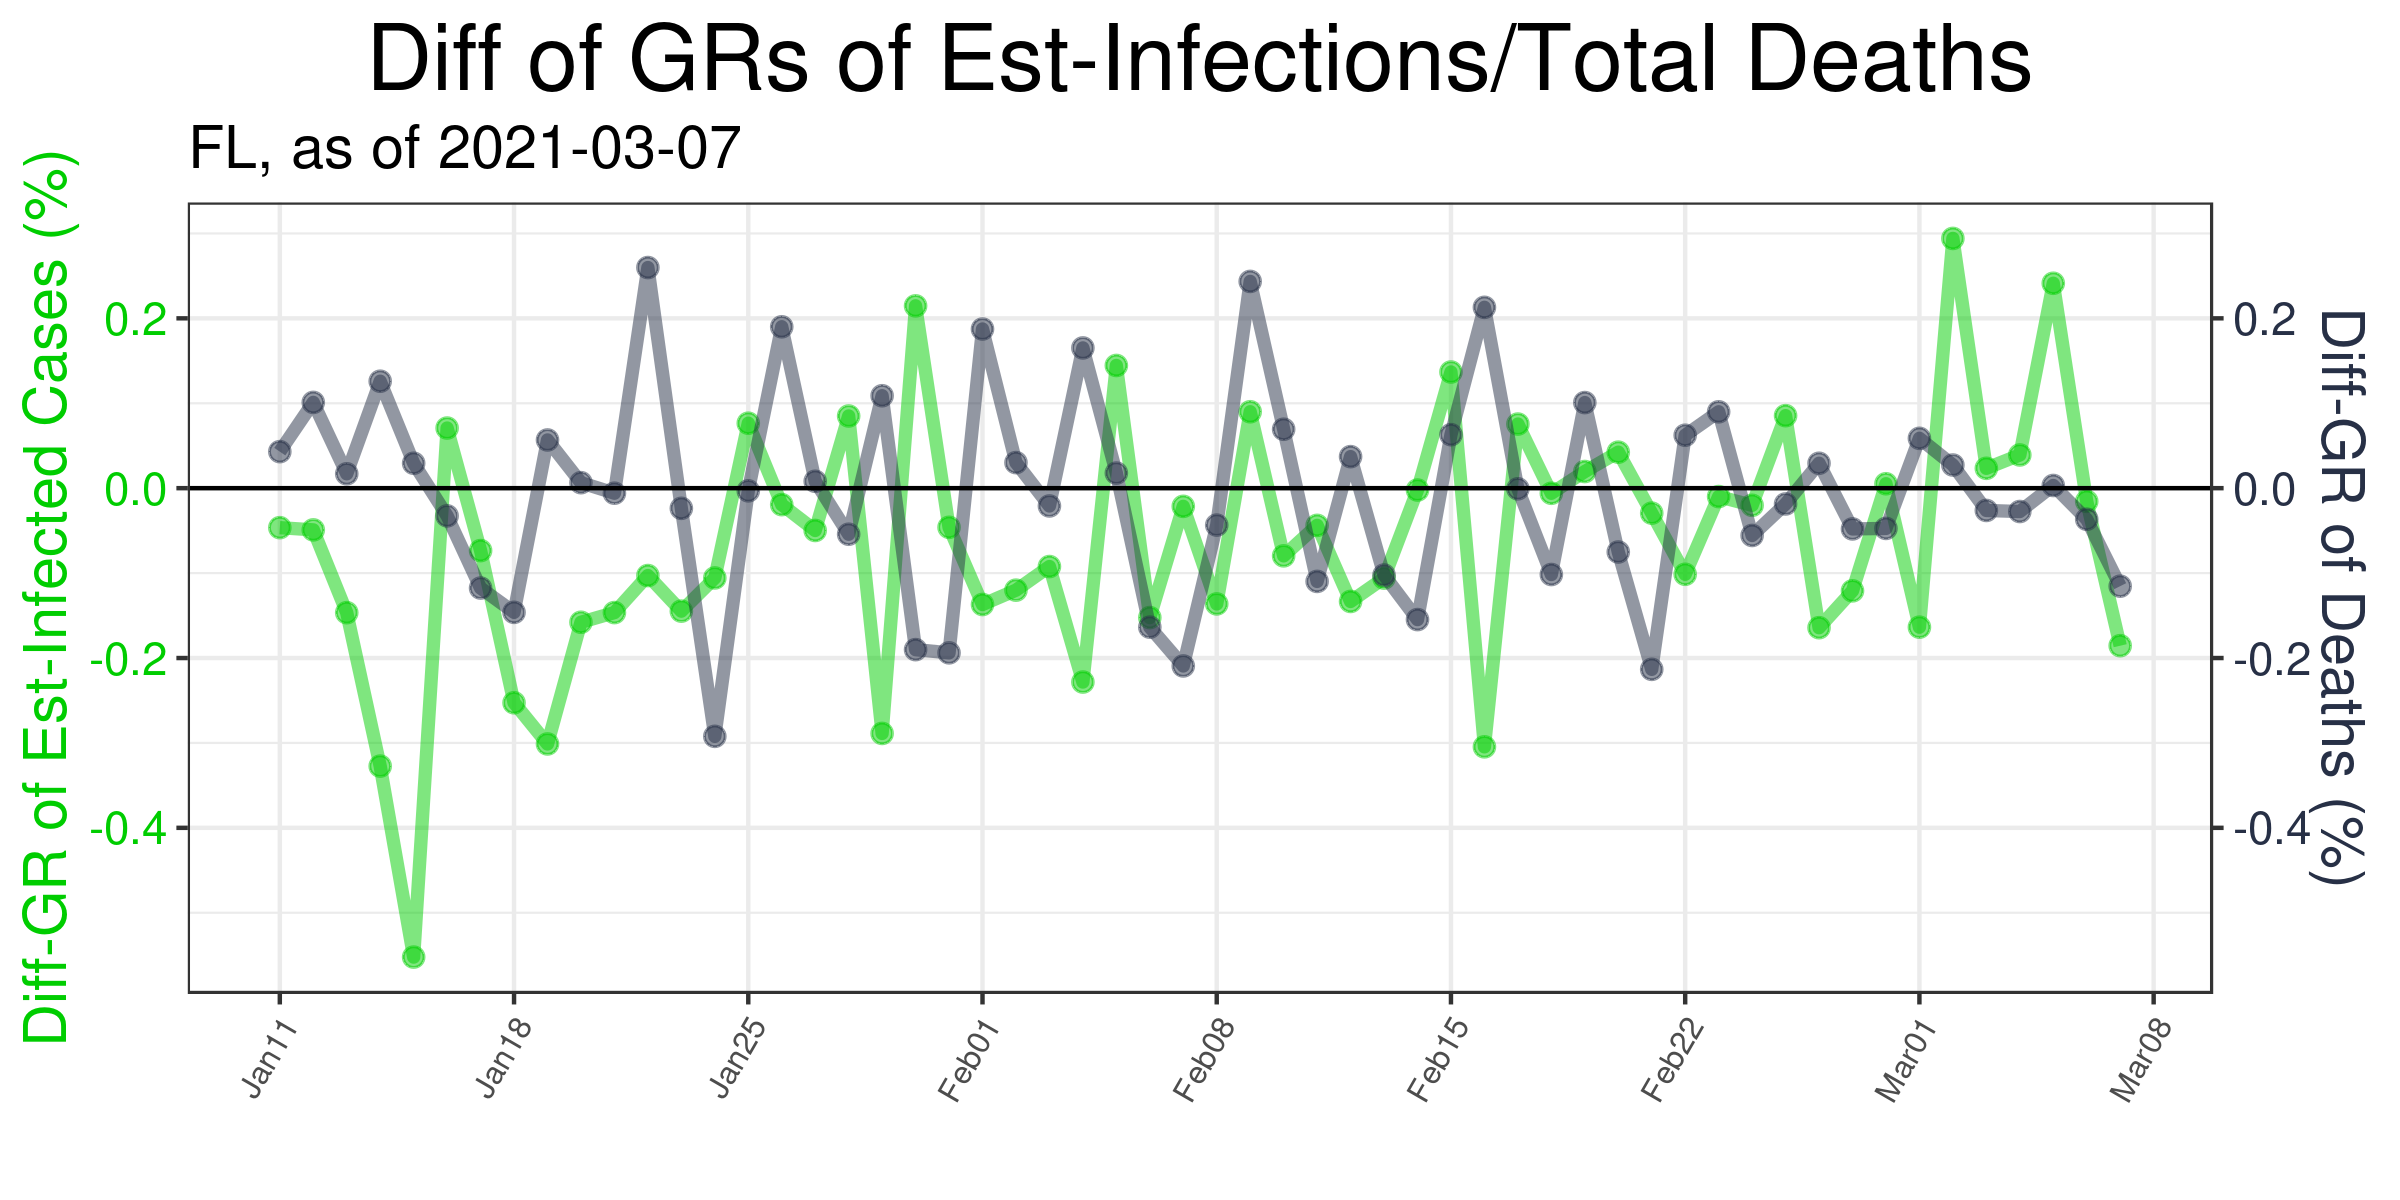 Diff of GRs of Est-Infections/Total Deaths
FL, as of 2021-03-07
Diff-GR of Est-Infected Cases (%)
0.2
0.0
-0.2
-0.4
0.2
0.0
-0.2
-0.4
Diff-GR of Deaths (%)
Jan11
Jan18
Jan25
Feb01
Feb08
Feb15
Feb22
Mar01
Mar08